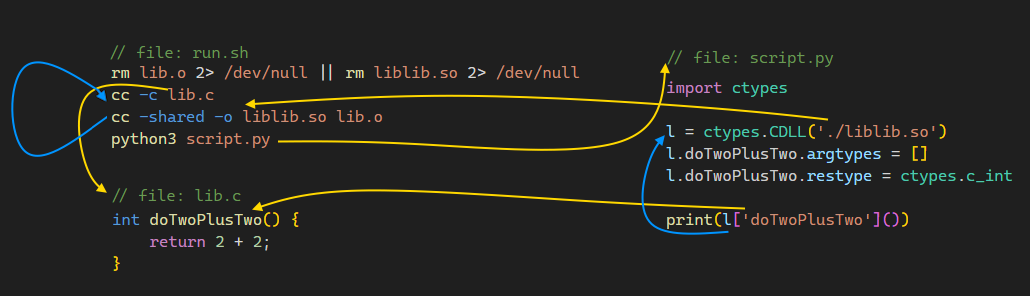 // file: run.sh
rm lib.o 2> /dev/null || rm liblib.so 2> /dev/null
cc -c lib.c
cc -shared -o liblib.so lib.o
python3 script.py
// file: lib.c
int doTwoPlusTwo() {
    return 2 + 2;
}
// file: script.py
import ctypes
l = ctypes.CDLL('./liblib.so')
l.doTwoPlusTwo.argtypes = []
l.doTwoPlusTwo.restype = ctypes.c_int
print(l['doTwoPlusTwo']())